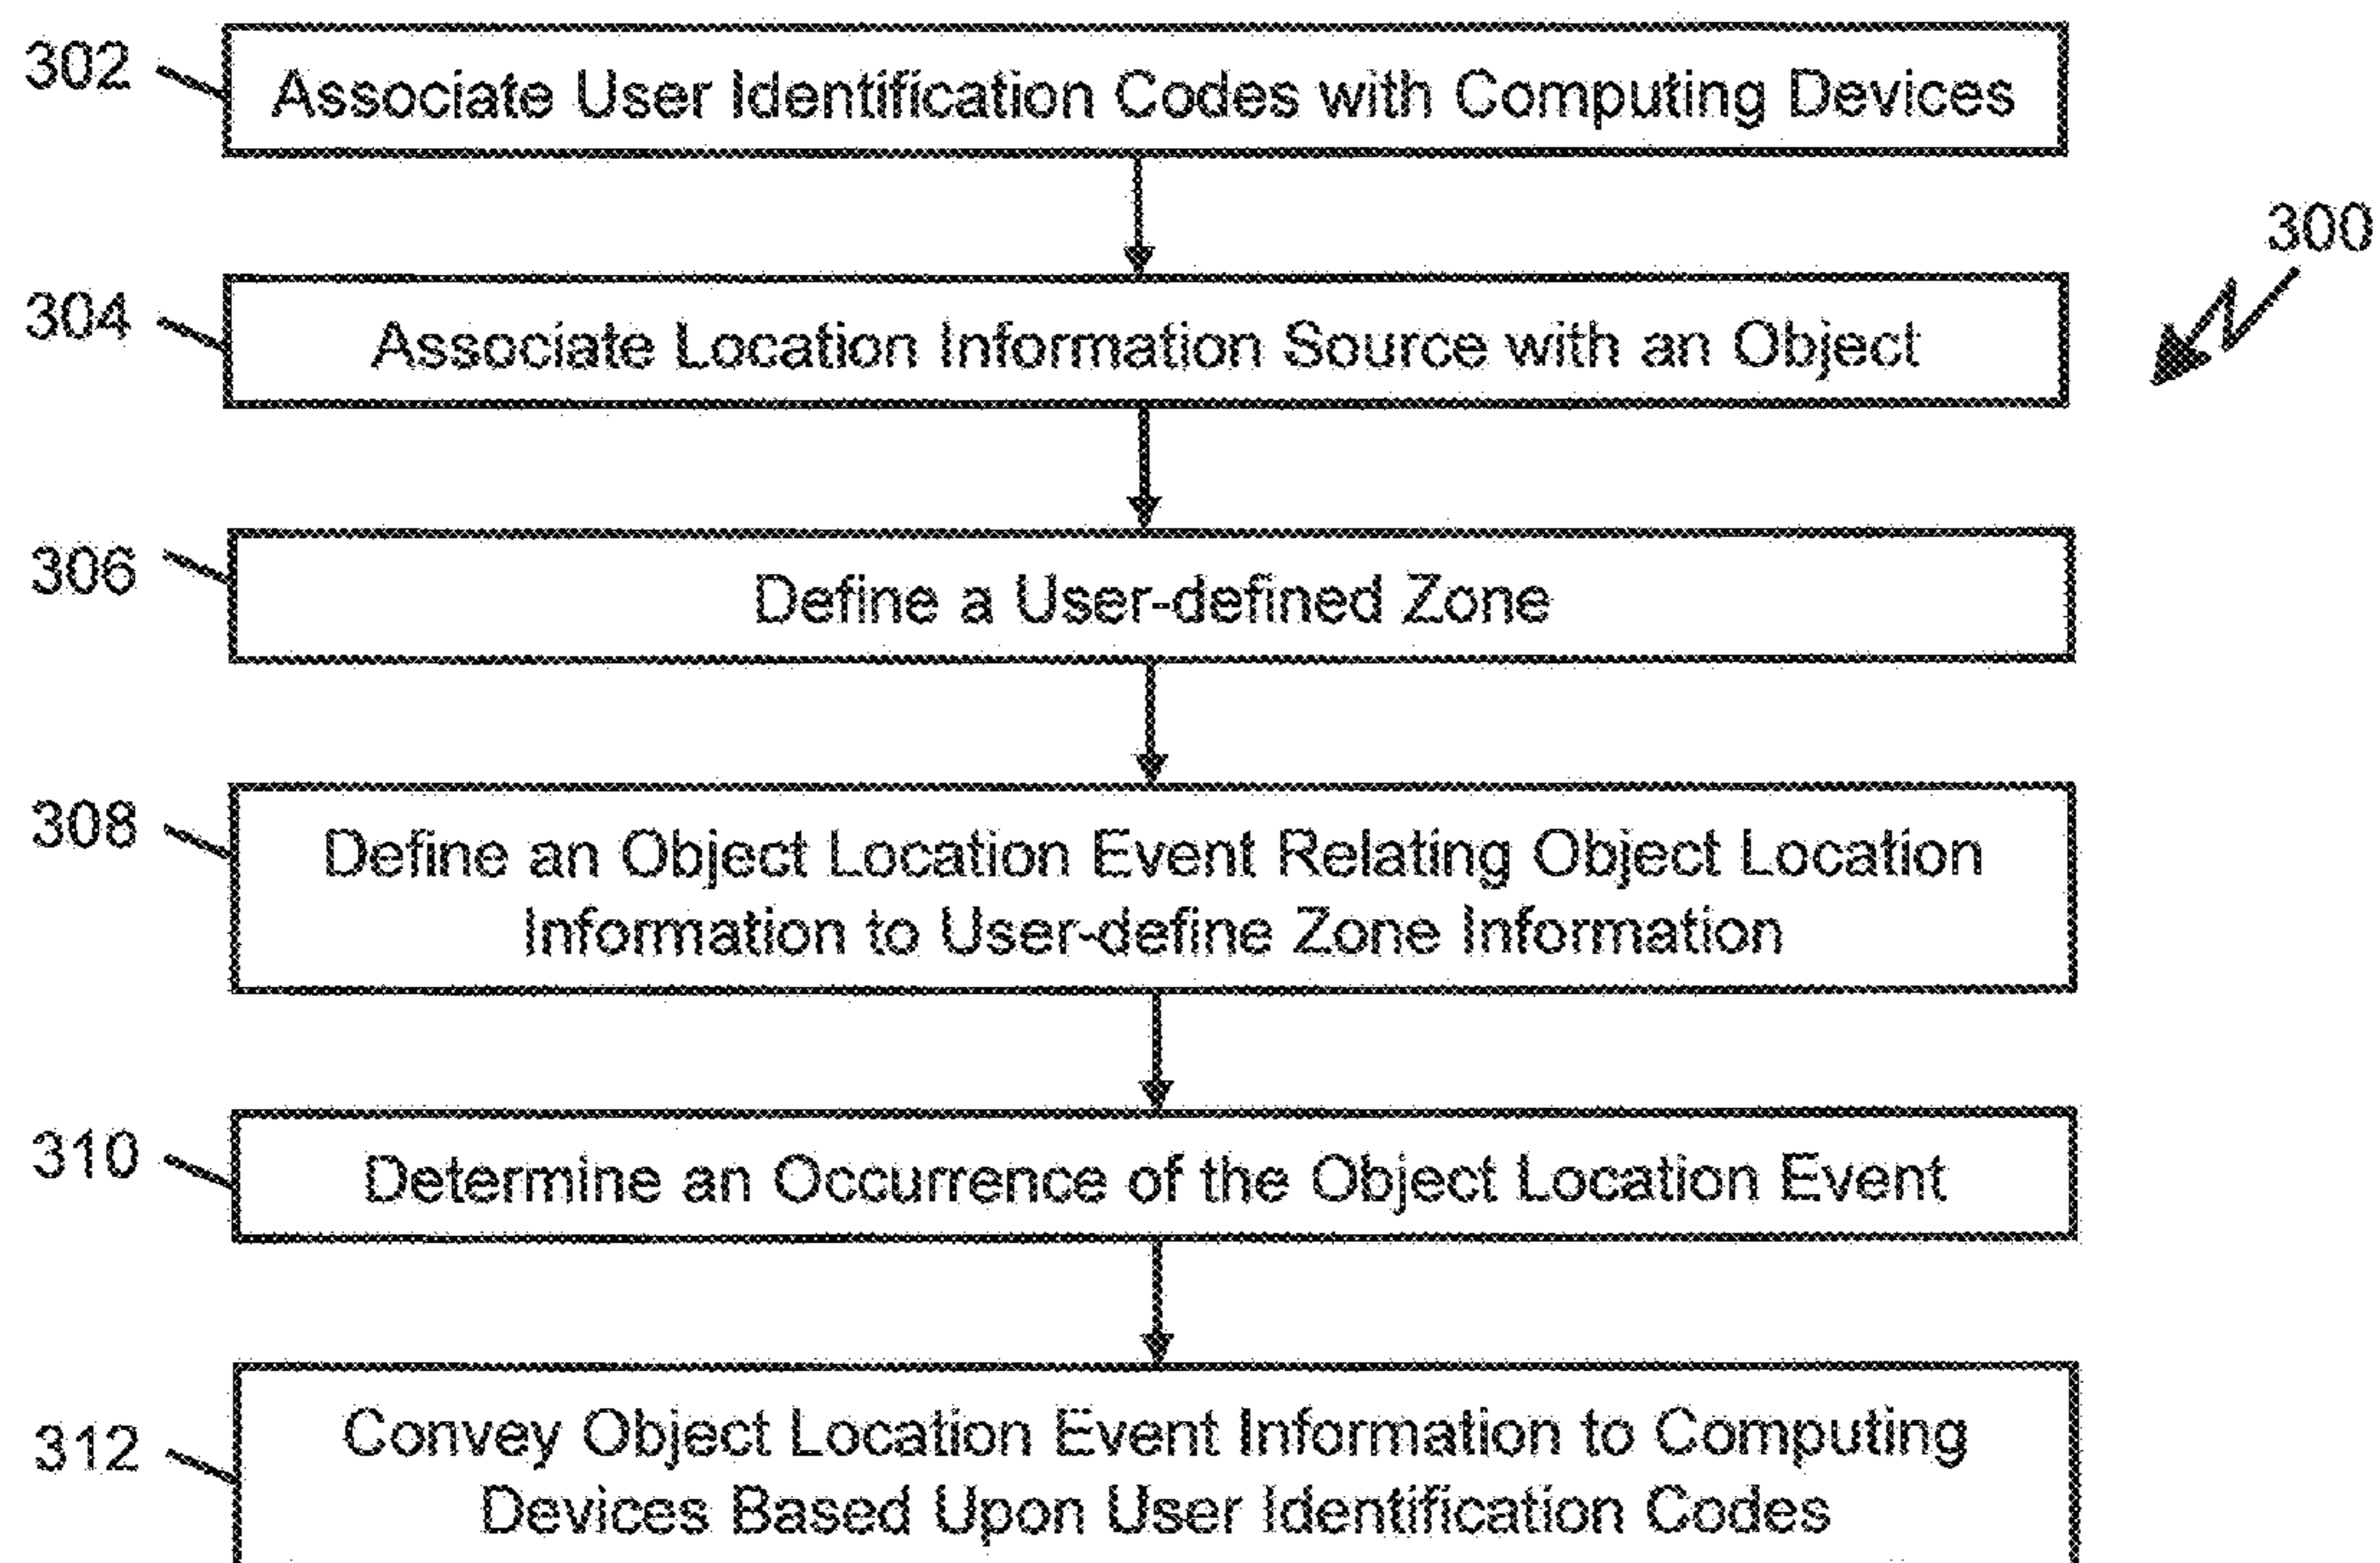 302
Associate User Identification Codes with Computing Devices
300
304
Associate Location Information Source with an Object
306
Define a User-defined Zone
308
Define an Object Location Event Relating Object Location
Information to User-define Zone Information
310
Determine an Occurrence of the Object Location Event
312
Convey Object Location Event Information to Computing
Devices Based Upon User Identification Codes